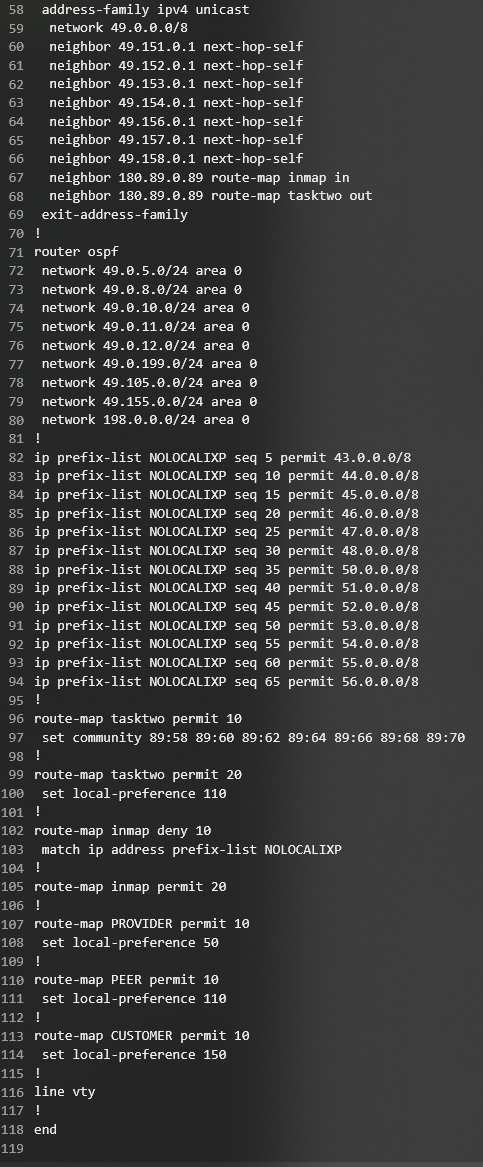 58 address-family ipv4 unicast
59 network 49.0.0.0/8
60 neighbor 49.151.0.1 next-hop-self
61 neighbor 49.152.0.1 next-hop-self
62 neighbor 49.153.0.1 next-hop-self
63 neighbor 49.154.0.1 next-hop-self
64 neighbor 49.156.0.1 next-hop-self
65 neighbor 49.157.0.1 next-hop-self
66 neighbor 49.158.0.1 next-hop-self
67 neighbor 180.89.0.89 route-map inmap in
68 neighbor 180.89.0.89 route-map tasktwo out
69 exit-address-family
70 !
71 router ospf
72 network 49.0.5.0/24 area 0
73 network 49.0.8.0/24 area 0
74 network 49.0.10.0/24 area 0
75 network 49.0.11.0/24 area 0
76 network 49.0.12.0/24 area 0
77 network 49.0.199.0/24 area 0
78 network 49.105.0.0/24 area 0
79 network 49.155.0.0/24 area 0
80 network 198.0.0.0/24 area 0
81 !
82 ip prefix-list NOLOCALIXP seq 5 permit 43.0.0.0/8
83 ip prefix-list NOLOCALIXP seq 10 permit 44.0.0.0/8
84 ip prefix-list NOLOCALIXP seq 15 permit 45.0.0.0/8
85 ip prefix-list NOLOCALIXP seq 20 permit 46.0.0.0/8
86 ip prefix-list NOLOCALIXP seq 25 permit 47.0.0.0/8
87 ip prefix-list NOLOCALIXP seq 30 permit 48.0.0.0/8
88 ip prefix-list NOLOCALIXP seq 35 permit 50.0.0.0/8
89 ip prefix-list NOLOCALIXP seq 40 permit 51.0.0.0/8
90 ip prefix-list NOLOCALIXP seq 45 permit 52.0.0.0/8
91 ip prefix-list NOLOCALIXP seq 50 permit 53.0.0.0/8
92 ip prefix-list NOLOCALIXP seq 55 permit 54.0.0.0/8
93 ip prefix-list NOLOCALIXP seq 60 permit 55.0.0.0/8
94 ip prefix-list NOLOCALIXP seq 65 permit 56.0.0.0/8
95 !
96 route-map tasktwo permit 10
97 set community 89:58 89:60 89:62 89:64 89:66 89:68 89:70
98 !
99 route-map tasktwo permit 20
100 set local-preference 110
101 !
102 route-map inmap deny 10
103 match ip address prefix-list NOLOCALIXP
104 !
105 route-map inmap permit 20
106 !
107 route-map PROVIDER permit 10
108 set local-preference 50
109 !
110 route-map PEER permit 10
111 set local-preference 110
112 !
113 route-map CUSTOMER permit 10
114 set local-preference 150
115 !
116 line vty
117 !
118 end
119